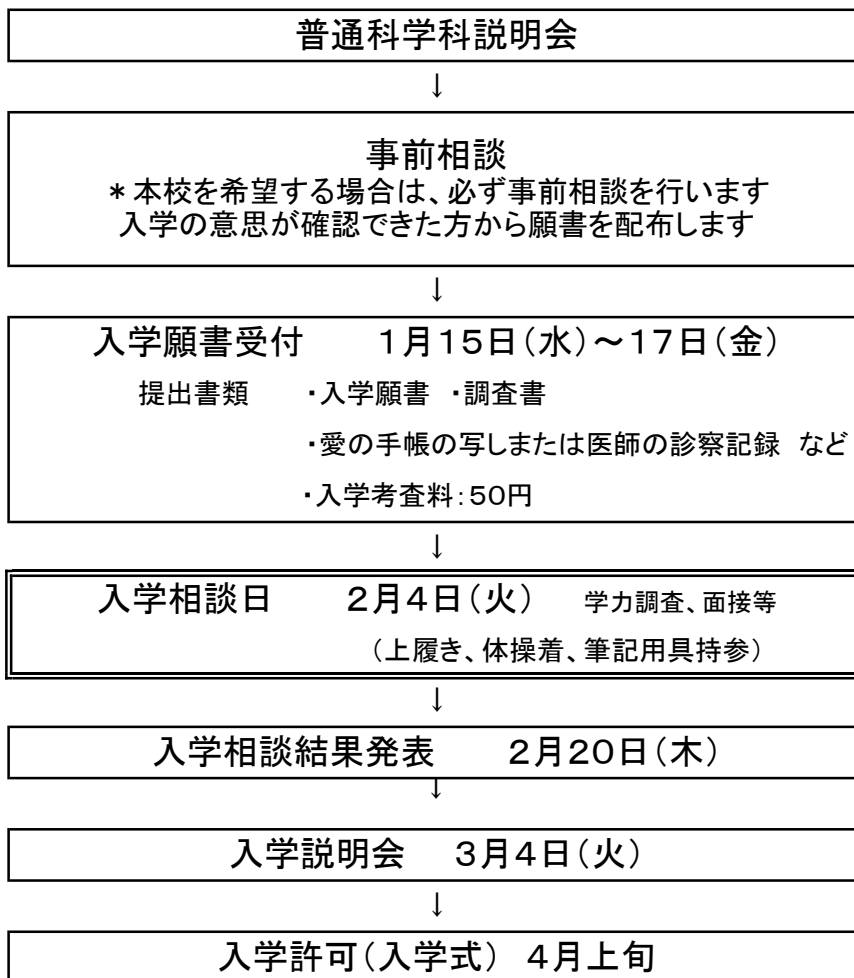 普通科学科説明会
↓
事前相談
＊本校を希望する場合は、必ず事前相談を行います
入学の意思が確認できた方から願書を配布します
↓
入学願書受付　　１月１５日（水）～１７日（金）
提出書類　　・入学願書　・調査書
・愛の手帳の写しまたは医師の診察記録　など
・入学考査料：５０円
↓
入学相談日　　２月４日（火）　学力調査、面接等
（上履き、体操着、筆記用具持参）
↓
入学相談結果発表　　２月２０日（木）
↓
入学説明会　３月４日（火）
↓
入学許可（入学式）　４月上旬